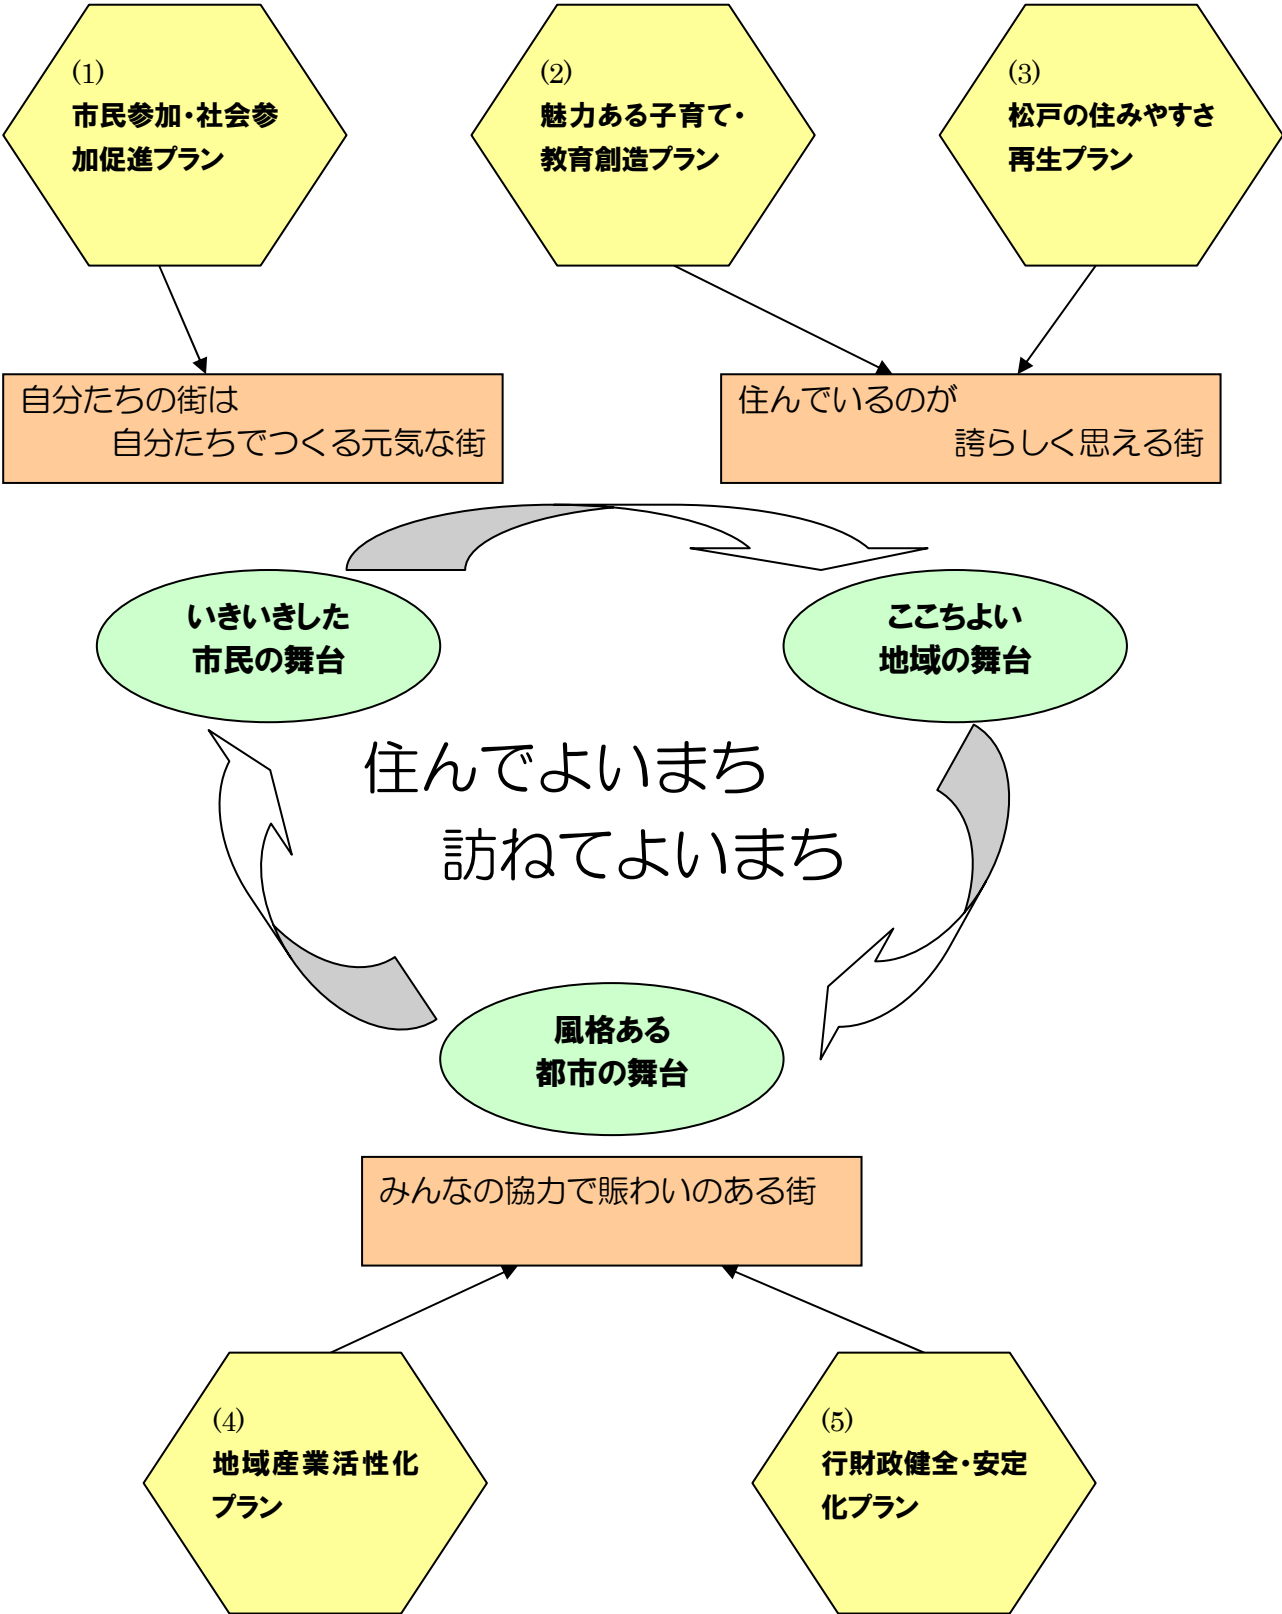 (1)
市民参加・社会参
加促進プラン
(2)
魅力ある子育て・
教育創造プラン
(3)
松戸の住みやすさ
再生プラン
自分たちの街は
自分たちでつくる元気な街
住んでいるのが
誇らしく思える街
いきいきした
市民の舞台
ここちよい
地域の舞台
住んでよいまち
訪ねてよいまち
風格ある
都市の舞台
みんなの協力で賑わいのある街
(4)
地域産業活性化
プラン
(5)
行財政健全・安定
化プラン